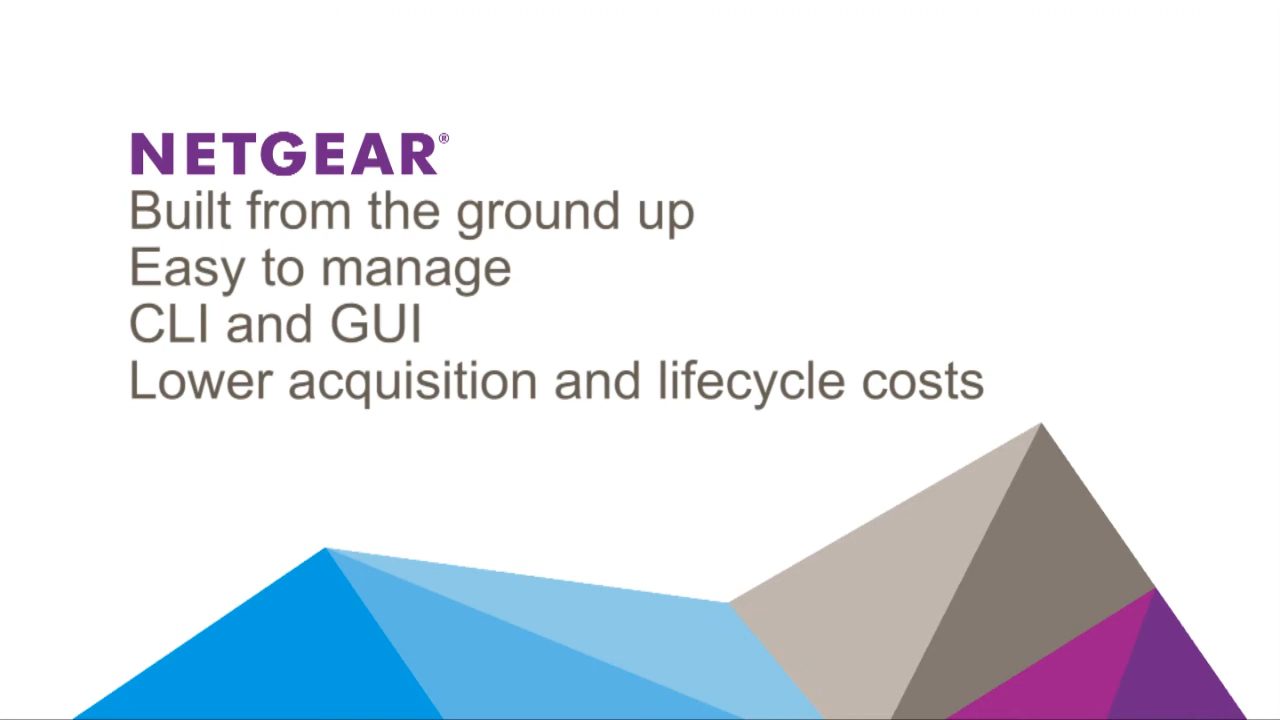 NETGEAR®
Built from the ground up
Easy to manage
CLI and GUI
Lower acquisition and lifecycle costs